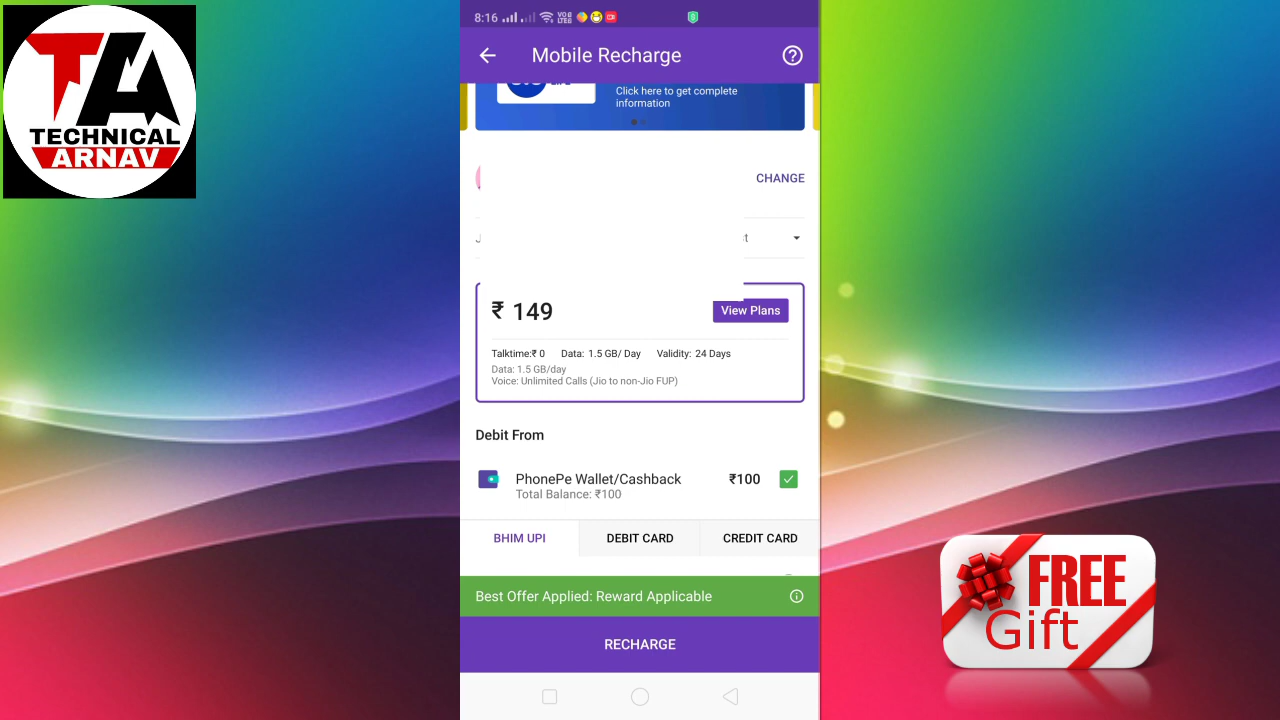 TA
TECHNICAL
ARNAV
8:16
VO LTE
Mobile Recharge
Click here to get complete
information
CHANGE
₹ 149
View Plans
Talktime:₹ 0 Data: 1.5 GB/ Day Validity: 24 Days
Data: 1.5 GB/day
Voice: Unlimited Calls (Jio to non-Jio FUP)
Debit From
PhonePe Wallet/Cashback ₹100
Total Balance: ₹100
BHIM UPI DEBIT CARD CREDIT CARD
Best Offer Applied: Reward Applicable
RECHARGE
FREE
Gift